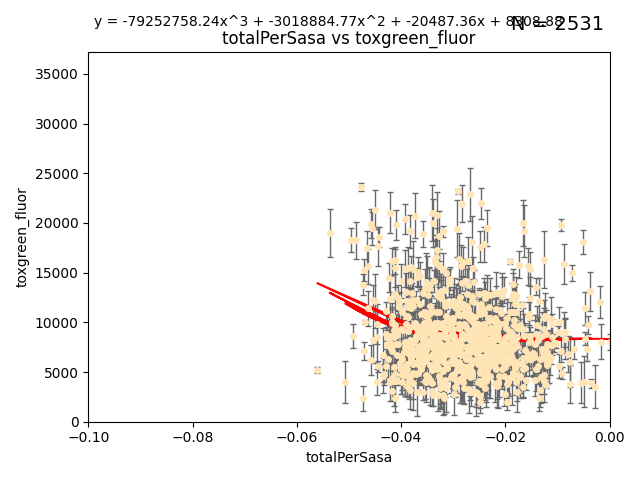 y = -79252758.24x^3 + -3018884.77x^2 + -20487.36x + 8308.88
N = 2531
totalPerSasa vs toxgreen_fluor
35000
30000
25000
20000
15000
10000
5000
0
toxgreen_fluor
−0.10
−0.08
−0.06
−0.04
−0.02
0.00
totalPerSasa